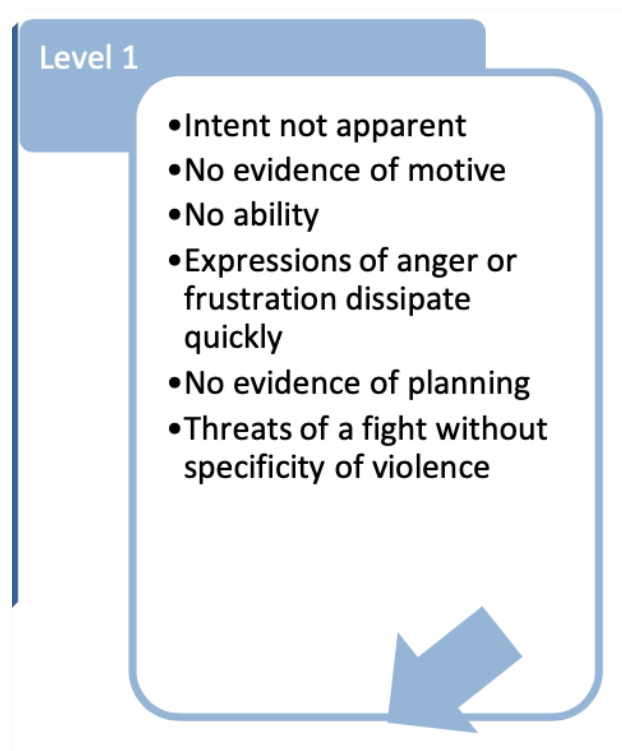 Level 1
•Intent not apparent
•No evidence of motive
•No ability
•Expressions of anger or
frustration dissipate
quickly
•No evidence of planning
•Threats of a fight without
specificity of violence